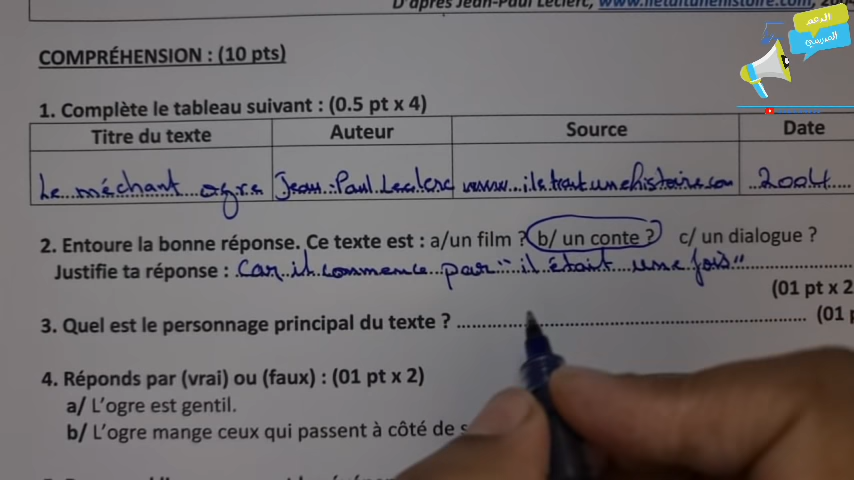 D'après Jean-Paul Leclerc, www.iletaitunehistoire.com, 200
COMPRÉHENSION : (10 pts)
الدعم
المدرسي
1. Complète le tableau suivant : (0.5 pt x 4)
Titre du texte Auteur Source Date
Le méchant ogre Jean-Paul Leclerc www.iletaitunehistoire.com 2004
2. Entoure la bonne réponse. Ce texte est : a/un film ? b/ un conte ? c/ un dialogue ?
Justifie ta réponse : car il commence par "il était une fois"
(01 pt x 2
3. Quel est le personnage principal du texte ? (01 p
4. Réponds par (vrai) ou (faux) : (01 pt x 2)
a/ L'ogre est gentil.
b/ L'ogre mange ceux qui passent à côté de s